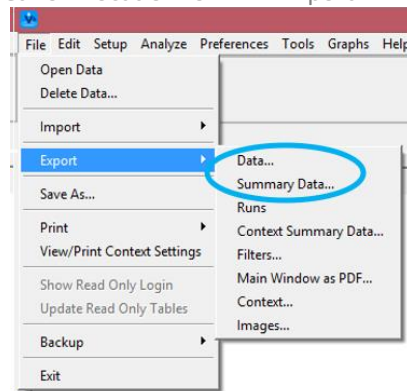 File Edit Setup Analyze Preferences Tools Graphs Help
Open Data
Delete Data...
Import
Export
Data...
Summary Data...
Runs
Context Summary Data...
Filters...
Main Window as PDF...
Context...
Images...
Save As...
Print
View/Print Context Settings
Show Read Only Login
Update Read Only Tables
Backup
Exit